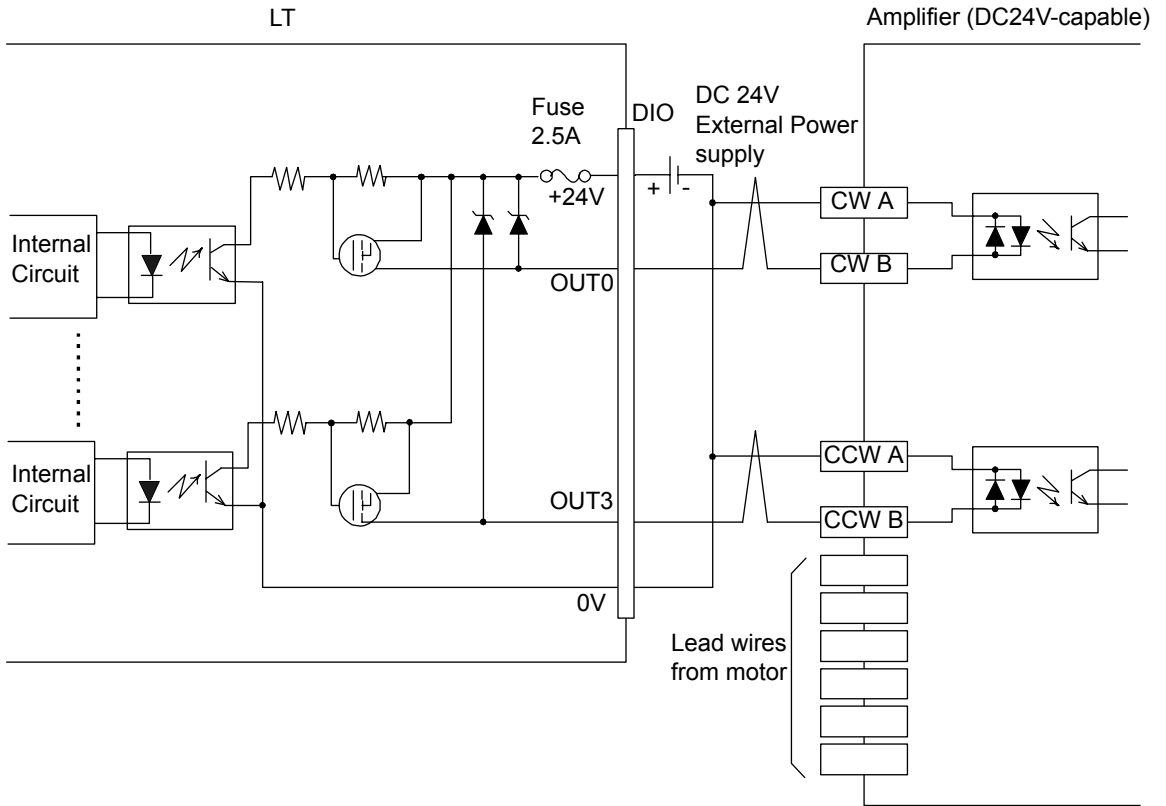 LT
Amplifier (DC24V-capable)
Fuse
2.5A
DIO
DC 24V
External Power
supply
+24V
+ -
CW A
Internal
Circuit
CW B
OUT0
CCW A
Internal
Circuit
OUT3
CCW B
0V
Lead wires
from motor